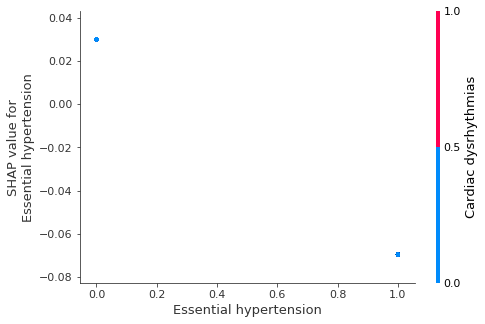 0.04
0.02
0.00
−0.02
−0.04
−0.06
−0.08
SHAP value for
Essential hypertension
0.0 0.2 0.4 0.6 0.8 1.0
Essential hypertension
1.0
0.5
0.0
Cardiac dysrhythmias